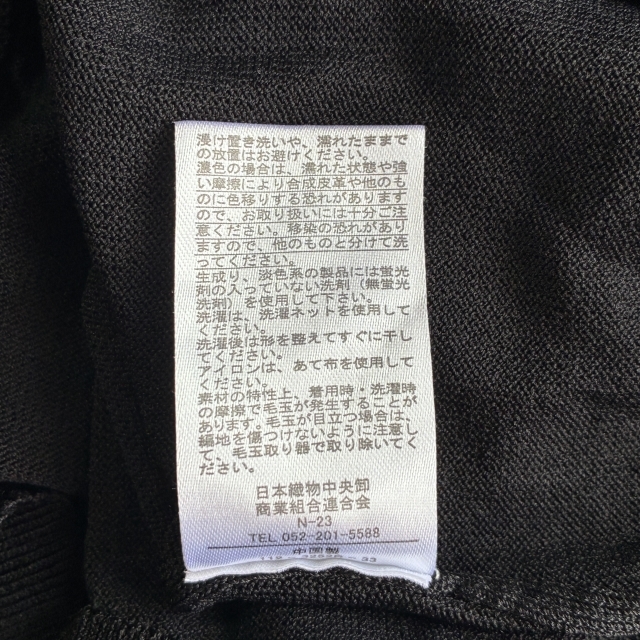 浸け置き洗いや、濡れたままで
の放置はお避けください。
濃色の場合は、濡れた状態や強
い摩擦により合成皮革や他のも
のに色移りする恐れがあります
ので、お取り扱いには十分ご注
意ください。移染の恐れがあり
ますので、他のものと分けて洗
ってください。
生成り、淡色系の製品には蛍光
剤の入っていない洗剤（無蛍光
洗剤）を使用して下さい。
洗濯は、洗濯ネットを使用して
ください。
洗濯後は形を整えてすぐに干し
てください。
アイロンは、あて布を使用して
ください。
素材の特性上、着用時・洗濯時
の摩擦で毛玉が発生することが
あります。毛玉が目立つ場合は、
編地を傷つけないように注意し
て、毛玉取り器で取り除いてく
ださい。
日本織物中央卸
商業組合連合会
N-23
TEL 052-201-5588
中国製